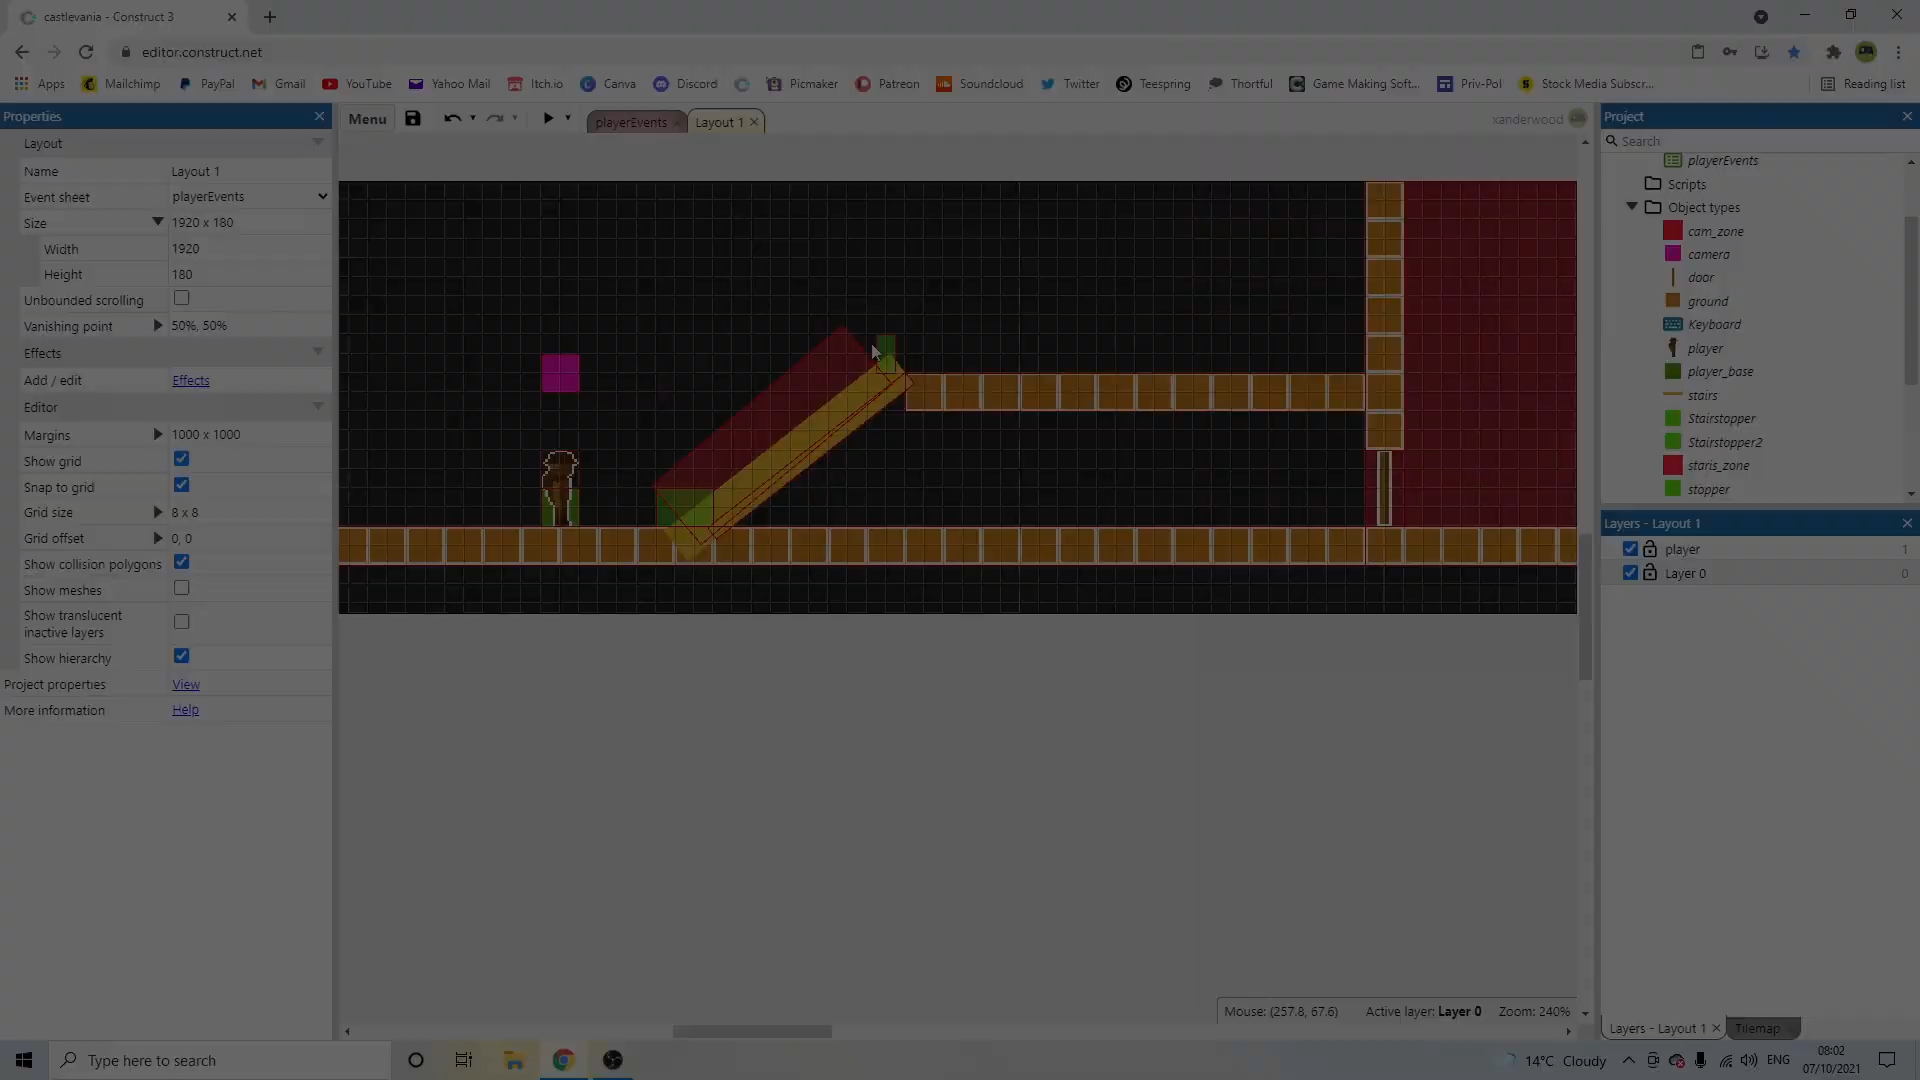 castlevania - Construct 3
editor.construct.net
Apps Mailchimp PayPal Gmail YouTube Yahoo Mail Itch.io Canva Discord Picmaker Patreon Soundcloud Twitter Teespring Thortful Game Making Soft... Priv-Pol Stock Media Subscr... Reading list
Properties
Layout
Name Layout 1
Event sheet playerEvents
Size 1920 x 180
Width 1920
Height 180
Unbounded scrolling
Vanishing point 50%, 50%
Effects
Add / edit Effects
Editor
Margins 1000 x 1000
Show grid
Snap to grid
Grid size 8 x 8
Grid offset 0, 0
Show collision polygons
Show meshes
Show translucent
inactive layers
Show hierarchy
Project properties View
More information Help
Menu playerEvents Layout 1 xanderwood
Mouse: (257.8, 67.6) Active layer: Layer 0 Zoom: 240%
Project
Search
playerEvents
Scripts
Object types
cam_zone
camera
door
ground
Keyboard
player
player_base
stairs
Stairstopper
Stairstopper2
staris_zone
stopper
Layers - Layout 1
player 1
Layer 0 0
Layers - Layout 1 Tilemap
Type here to search
14°C Cloudy ENG
08:02
07/10/2021